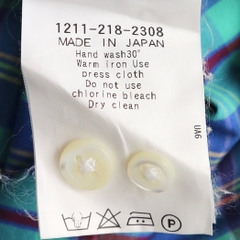 1211-218-2308
MADE IN JAPAN
Hand wash30°
Warm iron Use
press cloth
Do not use
chlorine bleach
Dry clean
UA6
P